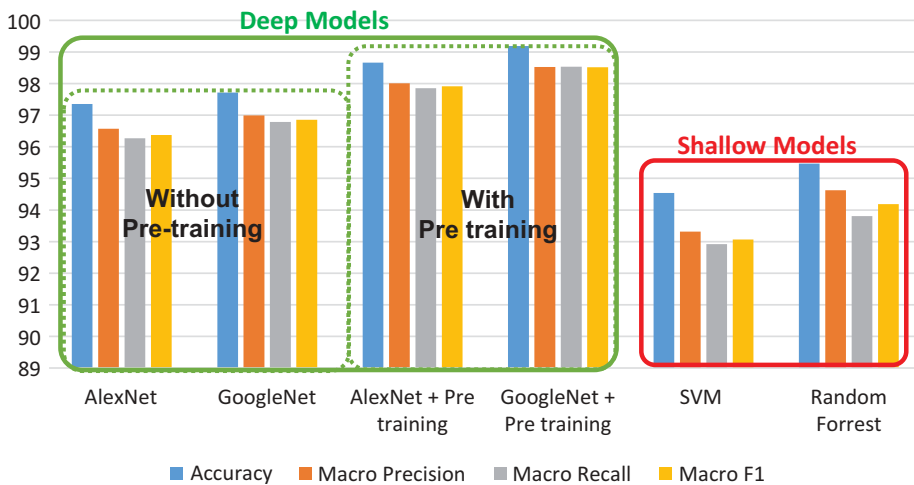 Deep Models
Shallow Models
100
99
98
97
96
95
94
93
92
91
90
89
Without
Pre-training
With
Pre training
AlexNet
GoogleNet
AlexNet + Pre
training
GoogleNet +
Pre training
SVM
Random
Forrest
Accuracy
Macro Precision
Macro Recall
Macro F1